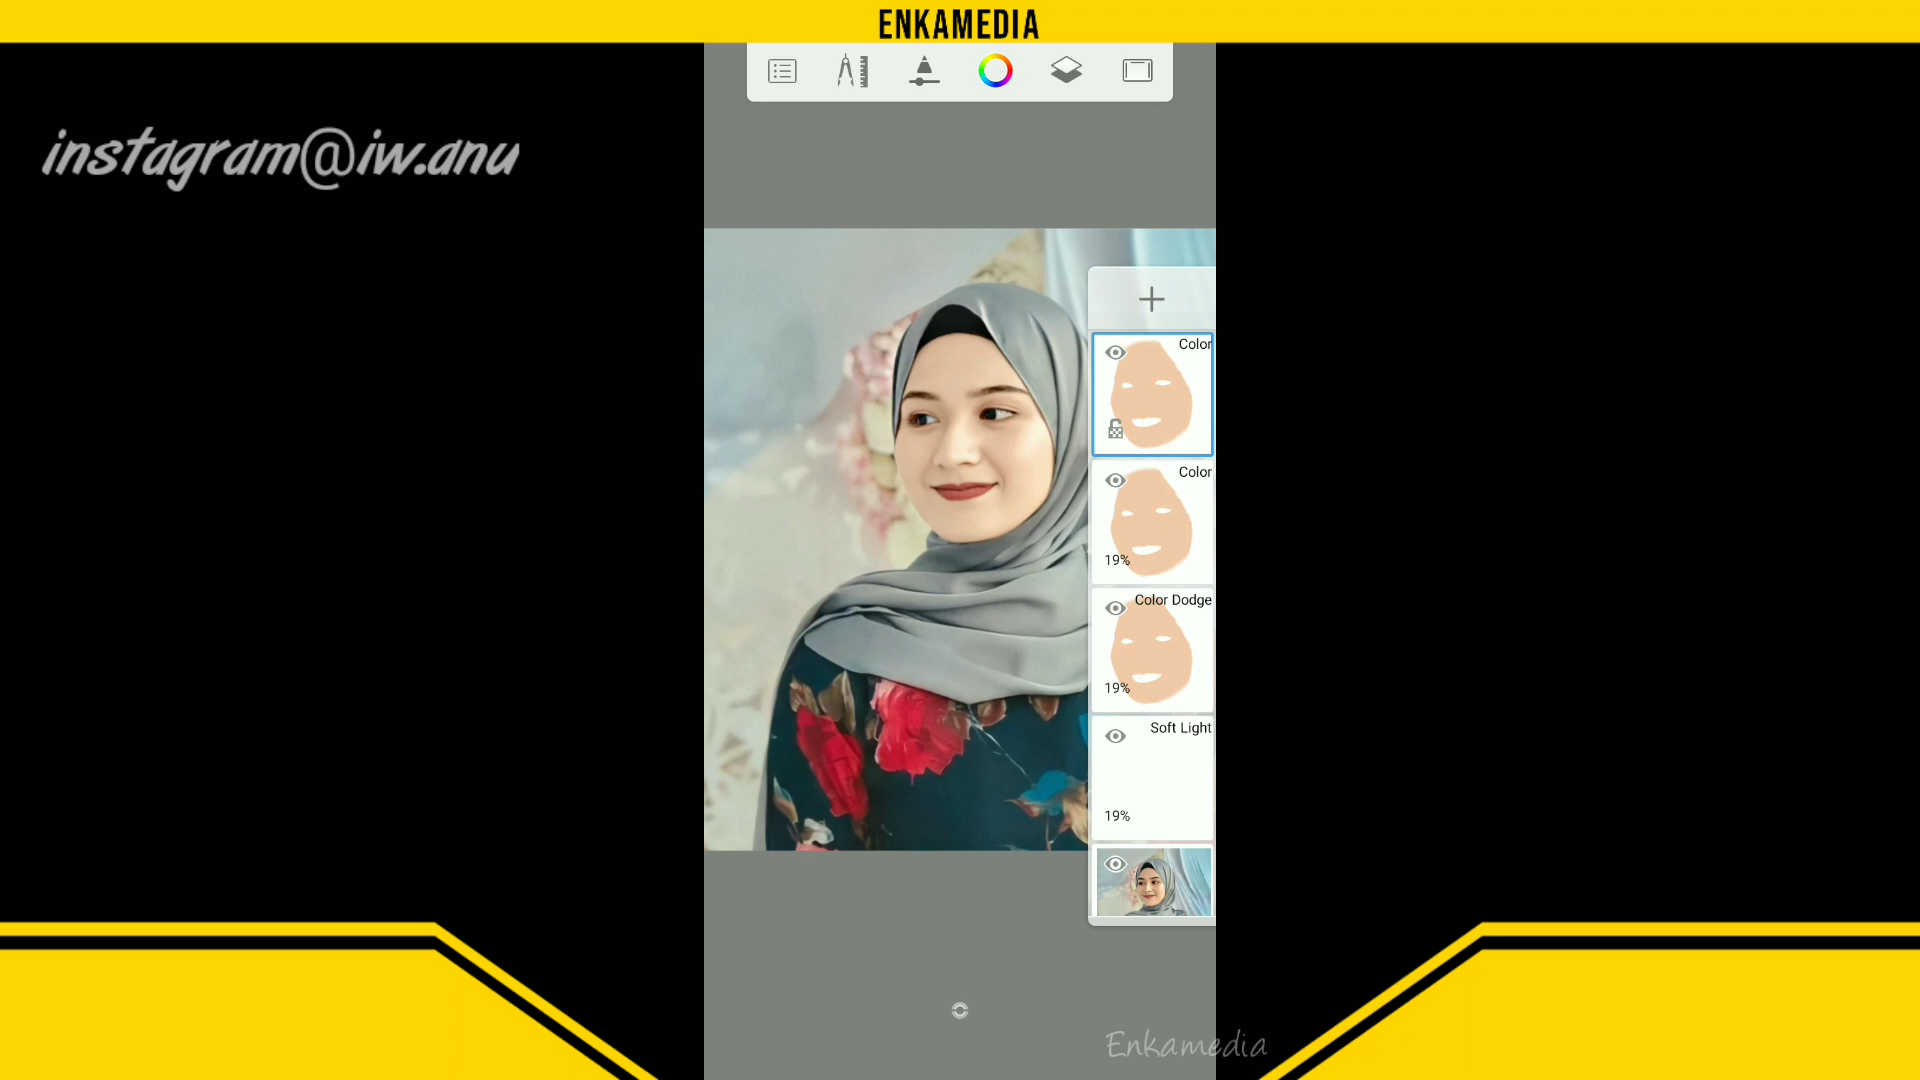 ENKAMEDIA
instagram@iw.anu
Color
Color
19%
Color Dodge
19%
Soft Light
19%
Enkamedia